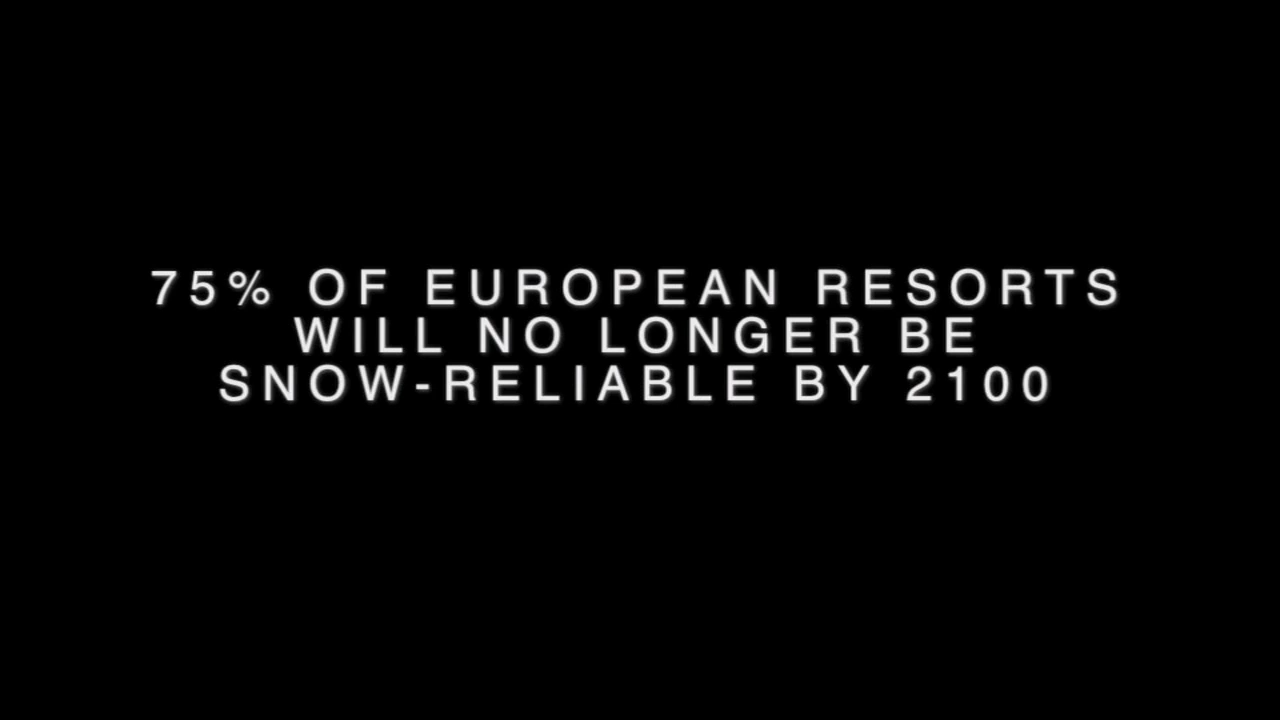 75% OF EUROPEAN RESORTS
WILL NO LONGER BE
SNOW-RELIABLE BY 2100